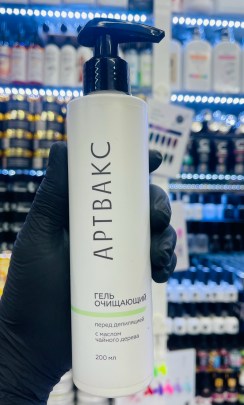 АРТВАКС
ГЕЛЬ
ОЧИЩАЮЩИЙ
перед депиляцией
с маслом
чайного дерева
200 мл